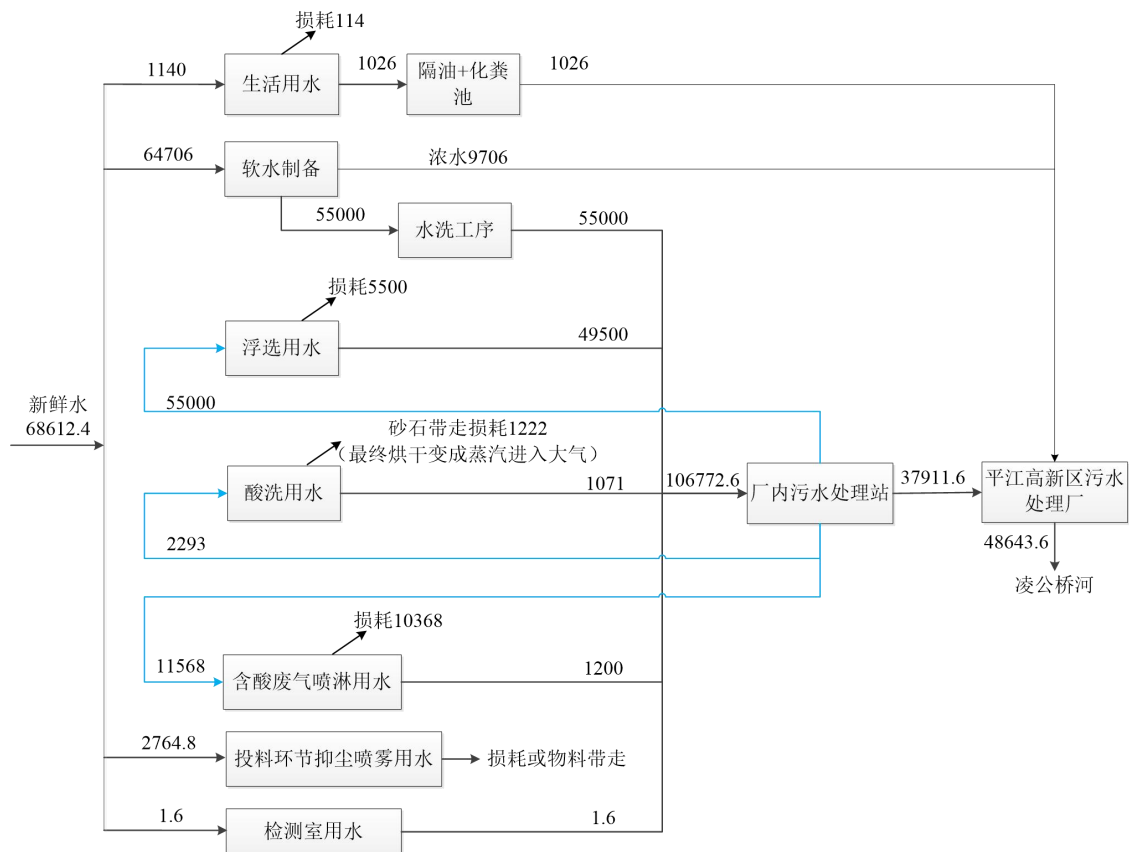 损耗114
1140
生活用水
1026
隔油+化粪
池
1026
64706
软水制备
浓水9706
55000
水洗工序
55000
损耗5500
浮选用水
49500
55000
新鲜水
68612.4
砂石带走损耗1222
（最终烘干变成蒸汽进入大气）
酸洗用水
1071
106772.6
厂内污水处理站
37911.6
平江高新区污水
处理厂
2293
48643.6
凌公桥河
损耗10368
11568
含酸废气喷淋用水
1200
2764.8
投料环节抑尘喷雾用水
损耗或物料带走
1.6
检测室用水
1.6